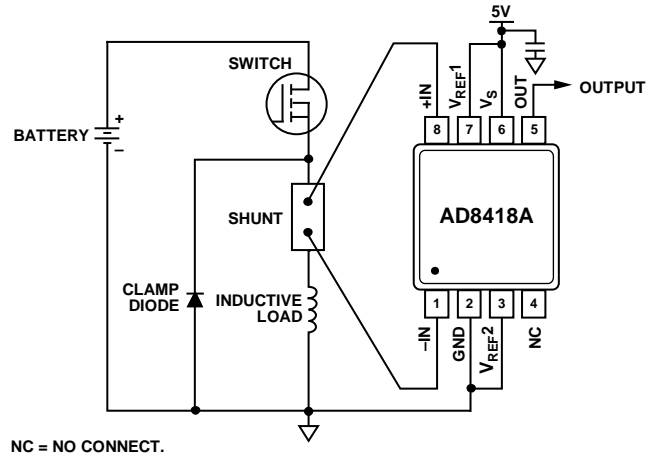 5V
SWITCH
+IN
VREF1
VS
OUT
OUTPUT
BATTERY
+
–
8
7
6
5
SHUNT
AD8418A
CLAMP
DIODE
INDUCTIVE
LOAD
1
2
3
4
–IN
GND
VREF2
NC
NC = NO CONNECT.